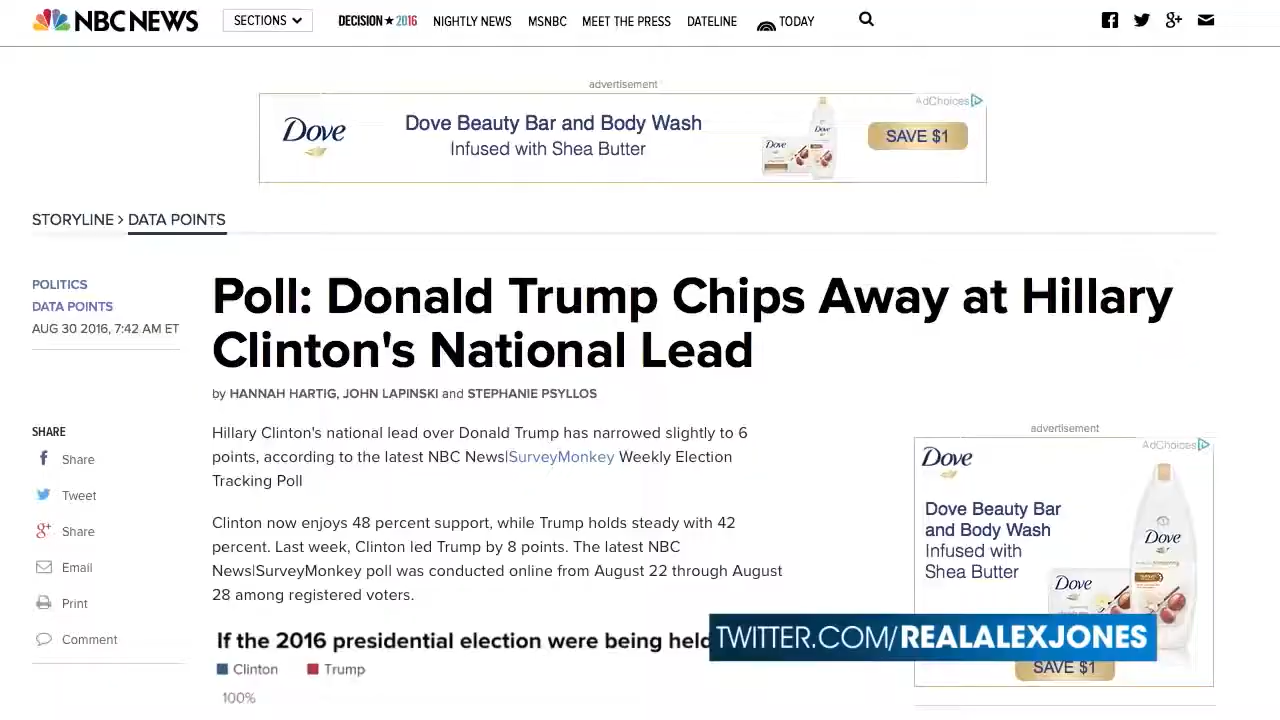 NBC NEWS
SECTIONS
DECISION★2016
NIGHTLY NEWS
MSNBC
MEET THE PRESS
DATELINE
TODAY
advertisement
AdChoices
Dove
Dove Beauty Bar and Body Wash
Infused with Shea Butter
Dove
Dove
SAVE $1
STORYLINE > DATA POINTS
POLITICS
DATA POINTS
AUG 30 2016, 7:42 AM ET
Poll: Donald Trump Chips Away at Hillary
Clinton's National Lead
by HANNAH HARTIG, JOHN LAPINSKI and STEPHANIE PSYLLOS
SHARE
Share
Tweet
Share
Email
Print
Comment
Hillary Clinton's national lead over Donald Trump has narrowed slightly to 6
points, according to the latest NBC News|SurveyMonkey Weekly Election
Tracking Poll
Clinton now enjoys 48 percent support, while Trump holds steady with 42
percent. Last week, Clinton led Trump by 8 points. The latest NBC
News|SurveyMonkey poll was conducted online from August 22 through August
28 among registered voters.
If the 2016 presidential election were being held
Clinton
Trump
100%
advertisement
AdChoices
Dove
Dove Beauty Bar
and Body Wash
Infused with
Shea Butter
Dove
Dove
SAVE $1
TWITTER.COM/REALALEXJONES